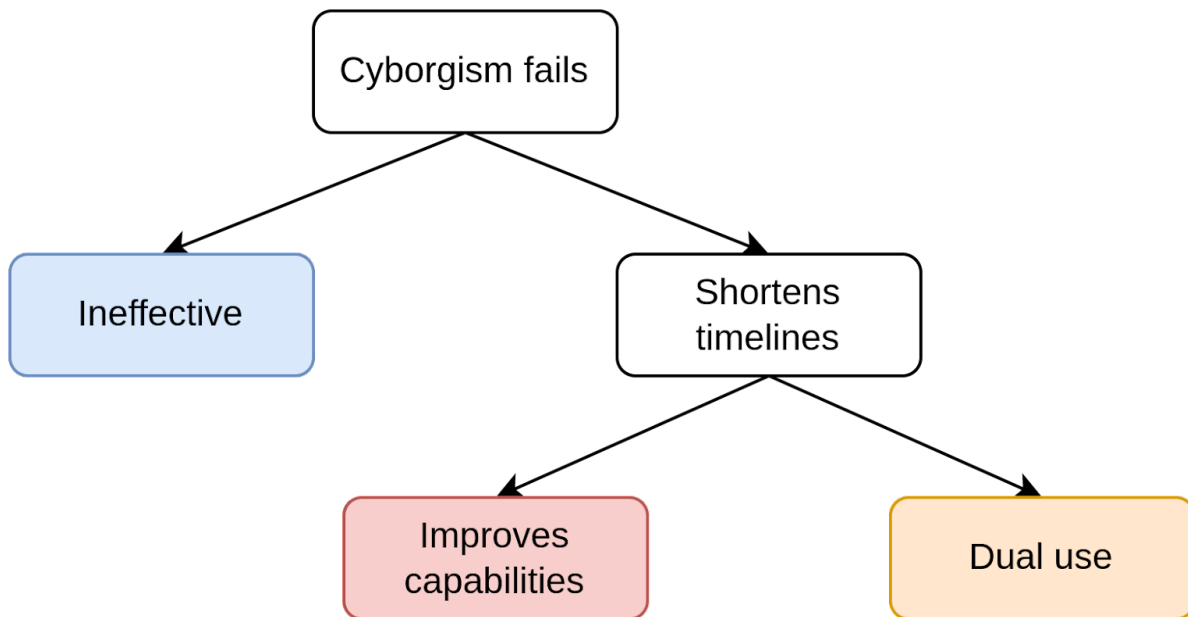 Cyborgism fails
Ineffective
Shortens
timelines
Improves
capabilities
Dual use